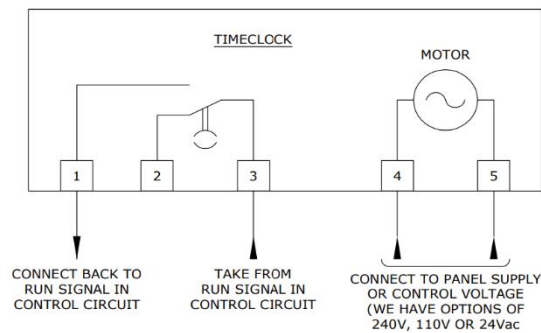 TIMECLOCK
MOTOR
1
2
3
4
5
CONNECT BACK TO
RUN SIGNAL IN
CONTROL CIRCUIT
TAKE FROM
RUN SIGNAL IN
CONTROL CIRCUIT
CONNECT TO PANEL SUPPLY
OR CONTROL VOLTAGE
(WE HAVE OPTIONS OF
240V, 110V OR 24Vac